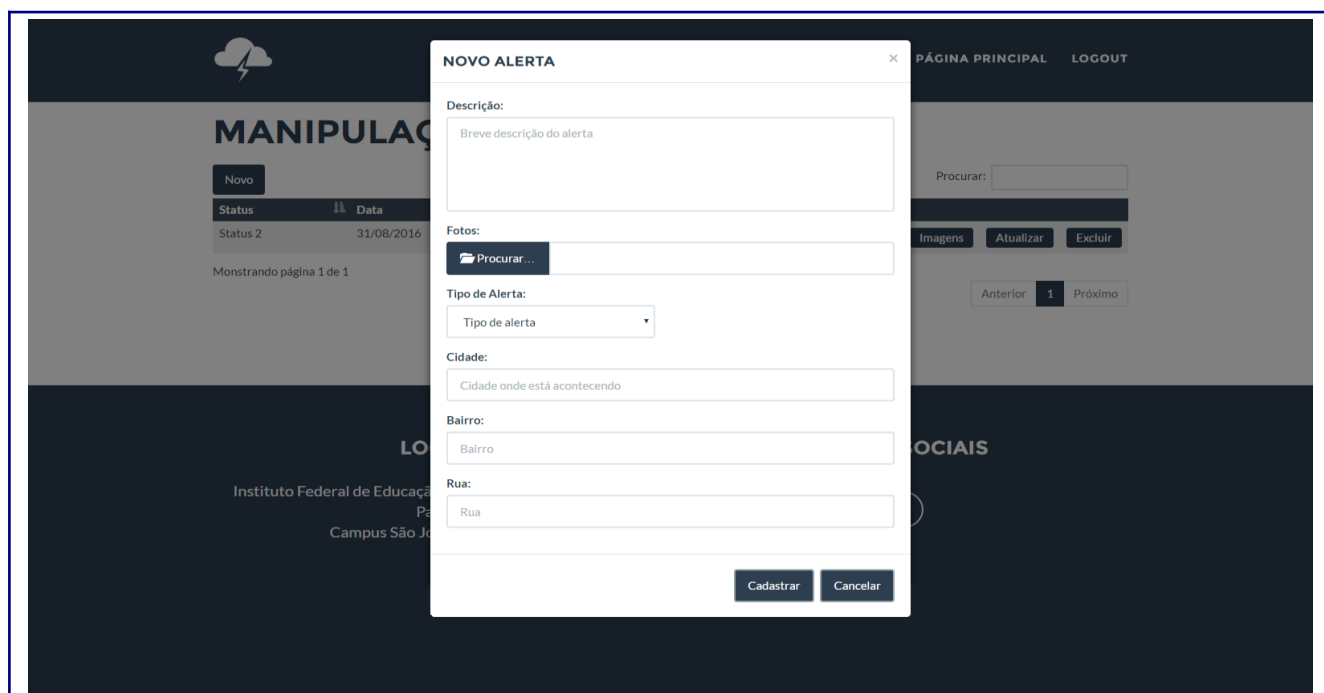 PÁGINA PRINCIPAL LOGOUT
NOVO ALERTA ×
Descrição:
Breve descrição do alerta
Fotos:
Procurar...
Tipo de Alerta:
Tipo de alerta
Cidade:
Cidade onde está acontecendo
Bairro:
Bairro
Rua:
Rua
Cadastrar Cancelar
MANIPULAÇ
Novo
Procurar:
Status Data
Status 2 31/08/2016 Imagens Atualizar Excluir
Monstrando página 1 de 1
Anterior 1 Próximo
LO
OCIAIS
Instituto Federal de Educaçã
Pa
Campus São Jo